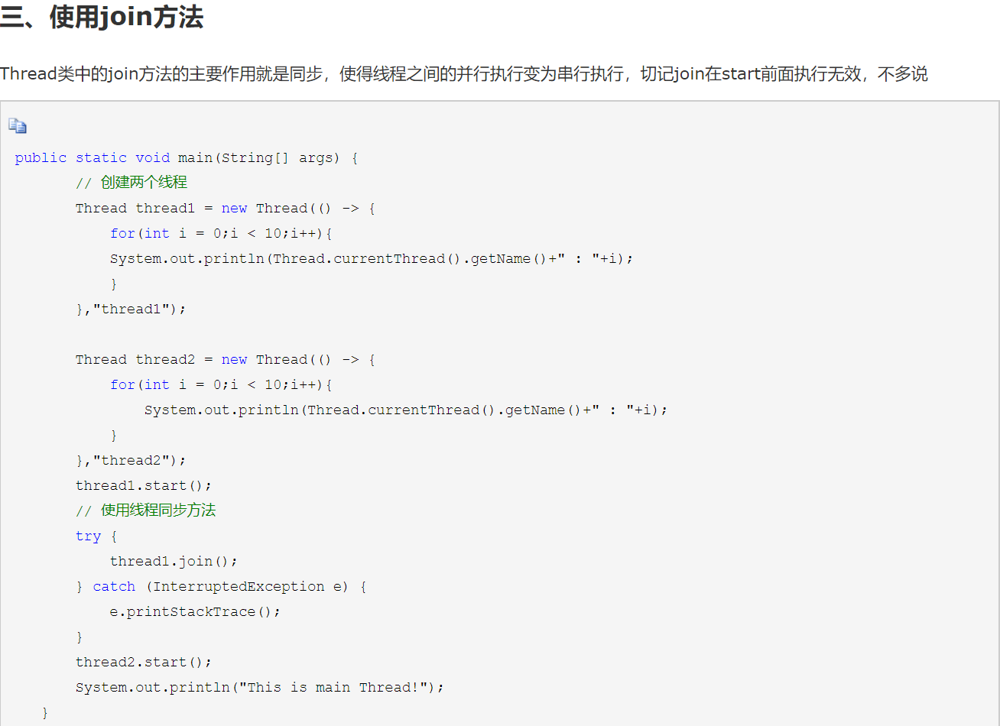 三、使用join方法
Thread类中的join方法的主要作用就是同步，使得线程之间的并行执行变为串行执行，切记join在start前面执行无效，不多说
public static void main(String[] args) {
// 创建两个线程
Thread thread1 = new Thread(() -> {
for(int i = 0;i < 10;i++){
System.out.println(Thread.currentThread().getName()+" : "+i);
}
},"thread1");
Thread thread2 = new Thread(() -> {
for(int i = 0;i < 10;i++){
System.out.println(Thread.currentThread().getName()+" : "+i);
}
},"thread2");
thread1.start();
// 使用线程同步方法
try {
thread1.join();
} catch (InterruptedException e) {
e.printStackTrace();
}
thread2.start();
System.out.println("This is main Thread!");
}